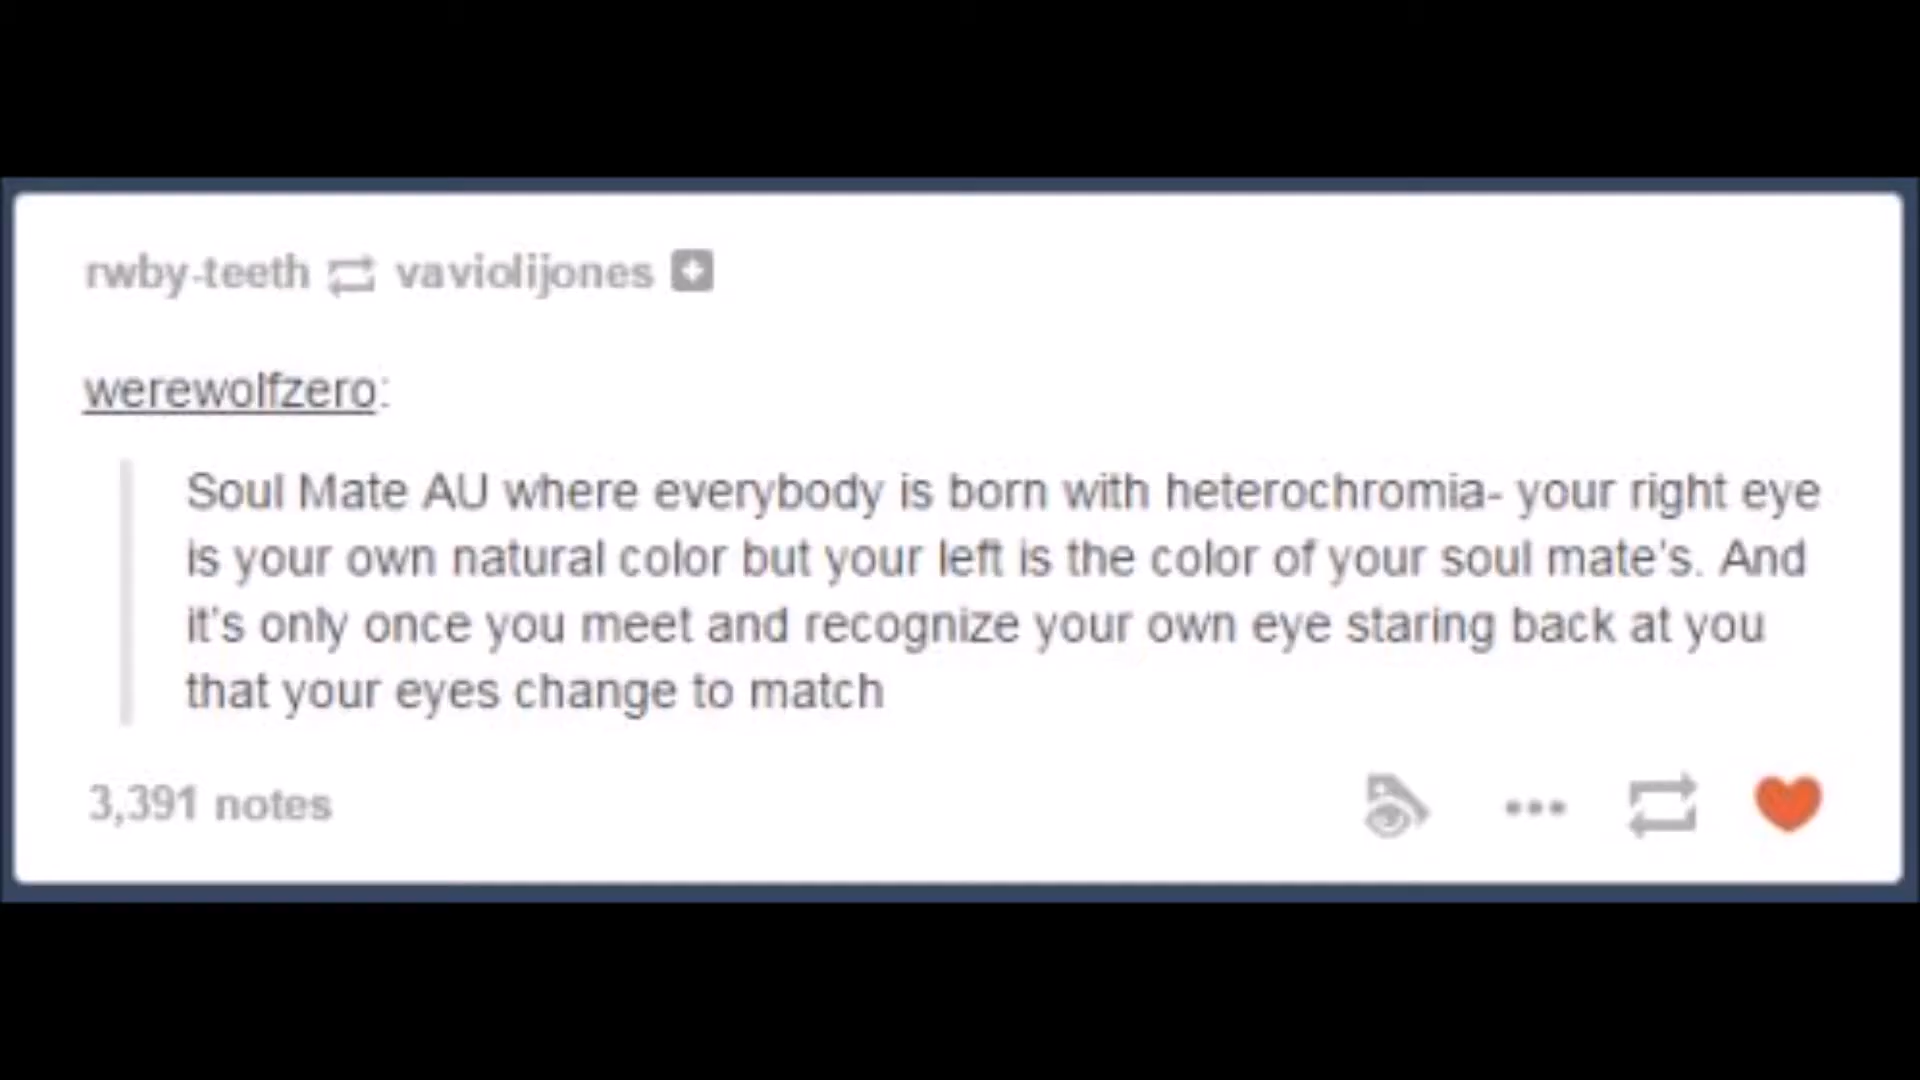 rwby-teeth vaviolijones
werewolfzero:
Soul Mate AU where everybody is born with heterochromia- your right eye
is your own natural color but your left is the color of your soul mate's. And
it's only once you meet and recognize your own eye staring back at you
that your eyes change to match
3,391 notes